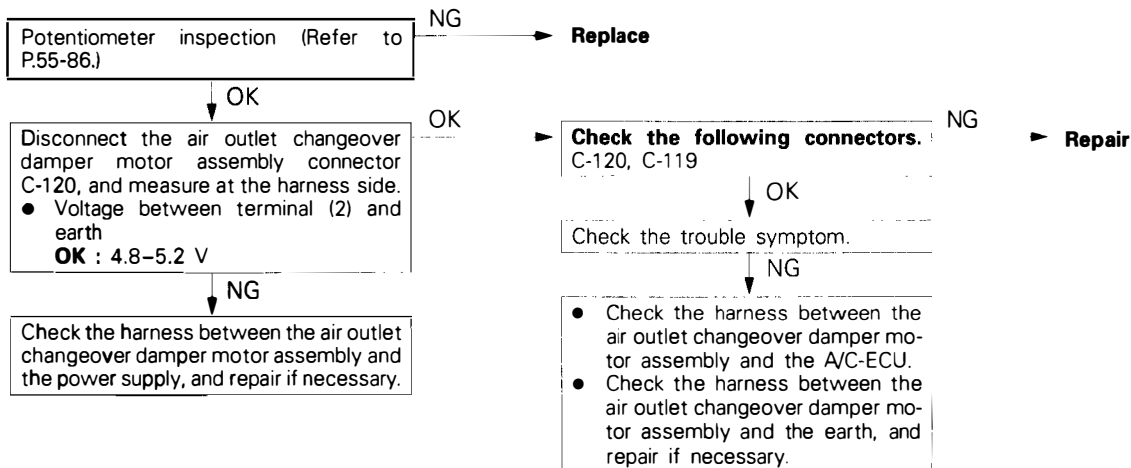 Potentiometer inspection (Refer to
P.55-86.)
NG
Replace
OK
Disconnect the air outlet changeover
damper motor assembly connector
C-120, and measure at the harness side.
● Voltage between terminal (2) and
earth
OK : 4.8–5.2 V
OK
Check the following connectors.
C-120, C-119
NG
Repair
OK
Check the trouble symptom.
NG
● Check the harness between the
air outlet changeover damper mo-
tor assembly and the A/C-ECU.
● Check the harness between the
air outlet changeover damper mo-
tor assembly and the earth, and
repair if necessary.
NG
Check the harness between the air outlet
changeover damper motor assembly and
the power supply, and repair if necessary.